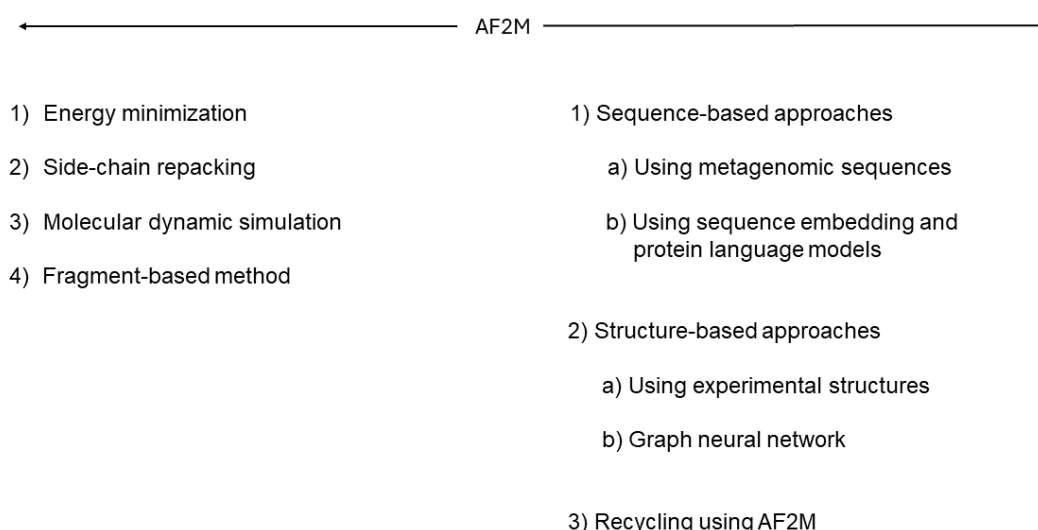 AF2M
1) Energy minimization
2) Side-chain repacking
3) Molecular dynamic simulation
4) Fragment-based method
1) Sequence-based approaches
a) Using metagenomic sequences
b) Using sequence embedding and
protein language models
2) Structure-based approaches
a) Using experimental structures
b) Graph neural network
3) Recycling using AF2M